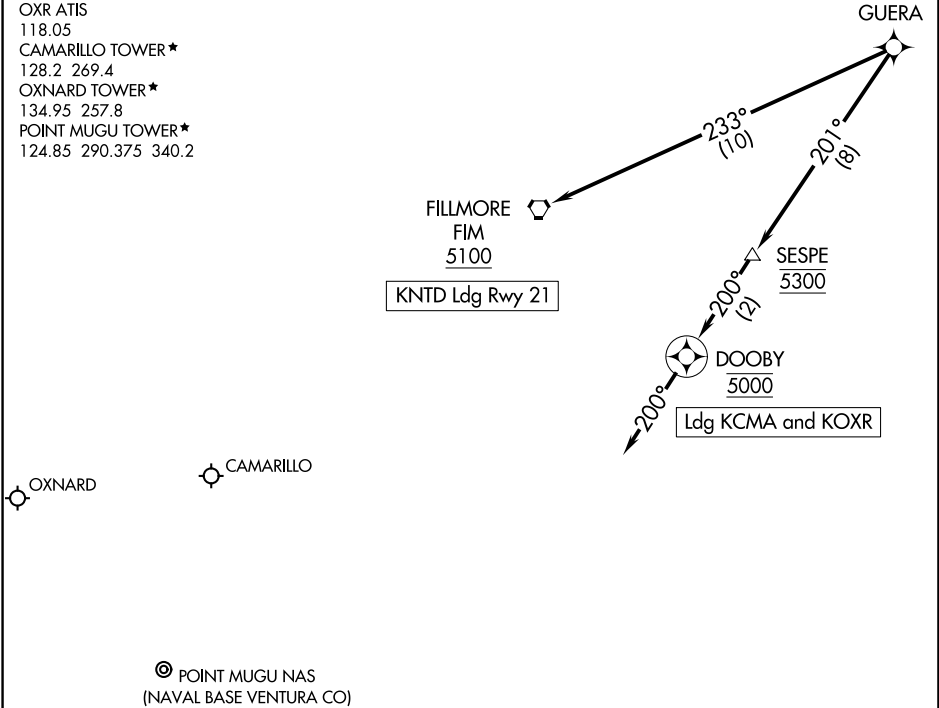 OXR ATIS
118.05
CAMARILLO TOWER★
128.2 269.4
OXNARD TOWER★
134.95 257.8
POINT MUGU TOWER★
124.85 290.375 340.2
GUERA
233°
(10)
201°
(8)
FILLMORE
FIM
5100
KNTD Ldg Rwy 21
SESPE
5300
200°
(2)
DOOBY
5000
200°
Ldg KCMA and KOXR
CAMARILLO
OXNARD
POINT MUGU NAS
(NAVAL BASE VENTURA CO)